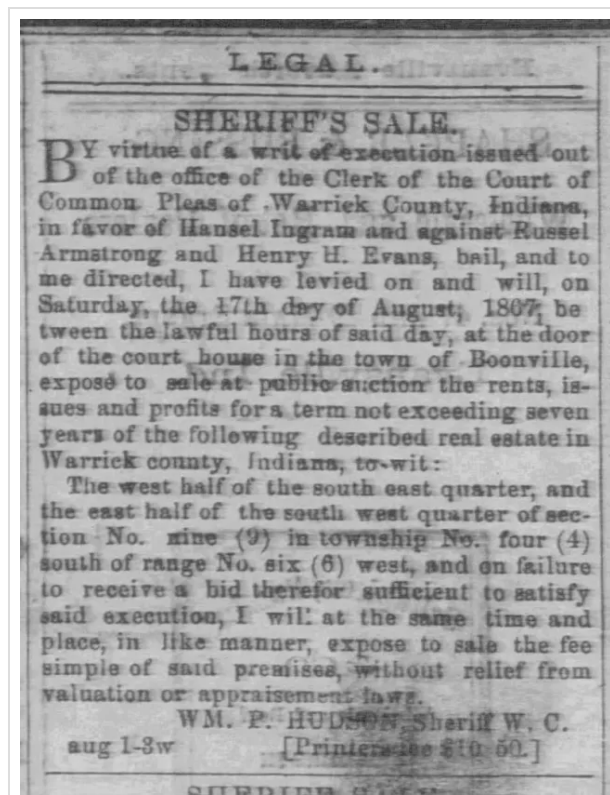 LEGAL.
SHERIFF'S SALE.
BY virtue of a writ of execution issued out
of the office of the Clerk of the Court of
Common Pleas of Warrick County, Indiana,
in favor of Hansel Ingram and against Russel
Armstrong and Henry H. Evans, bail, and to
me directed, I have levied on and will, on
Saturday, the 17th day of August, 1867, be
tween the lawful hours of said day, at the door
of the court house in the town of Boonville,
expose to sale at public auction the rents, is-
sues and profits for a term not exceeding seven
years of the following described real estate in
Warrick county, Indiana, to-wit:
The west half of the south east quarter, and
the east half of the south west quarter of sec-
tion No. nine (9) in township No. four (4)
south of range No. six (6) west, and on failure
to receive a bid therefor sufficient to satisfy
said execution, I will at the same time and
place, in like manner, expose to sale the fee
simple of said premises, without relief from
valuation or appraisement laws.
WM. P. HUDSON, Sheriff W. C.
aug 1-3w [Printers fee $10 50.]
SHERIFF'S SALE.